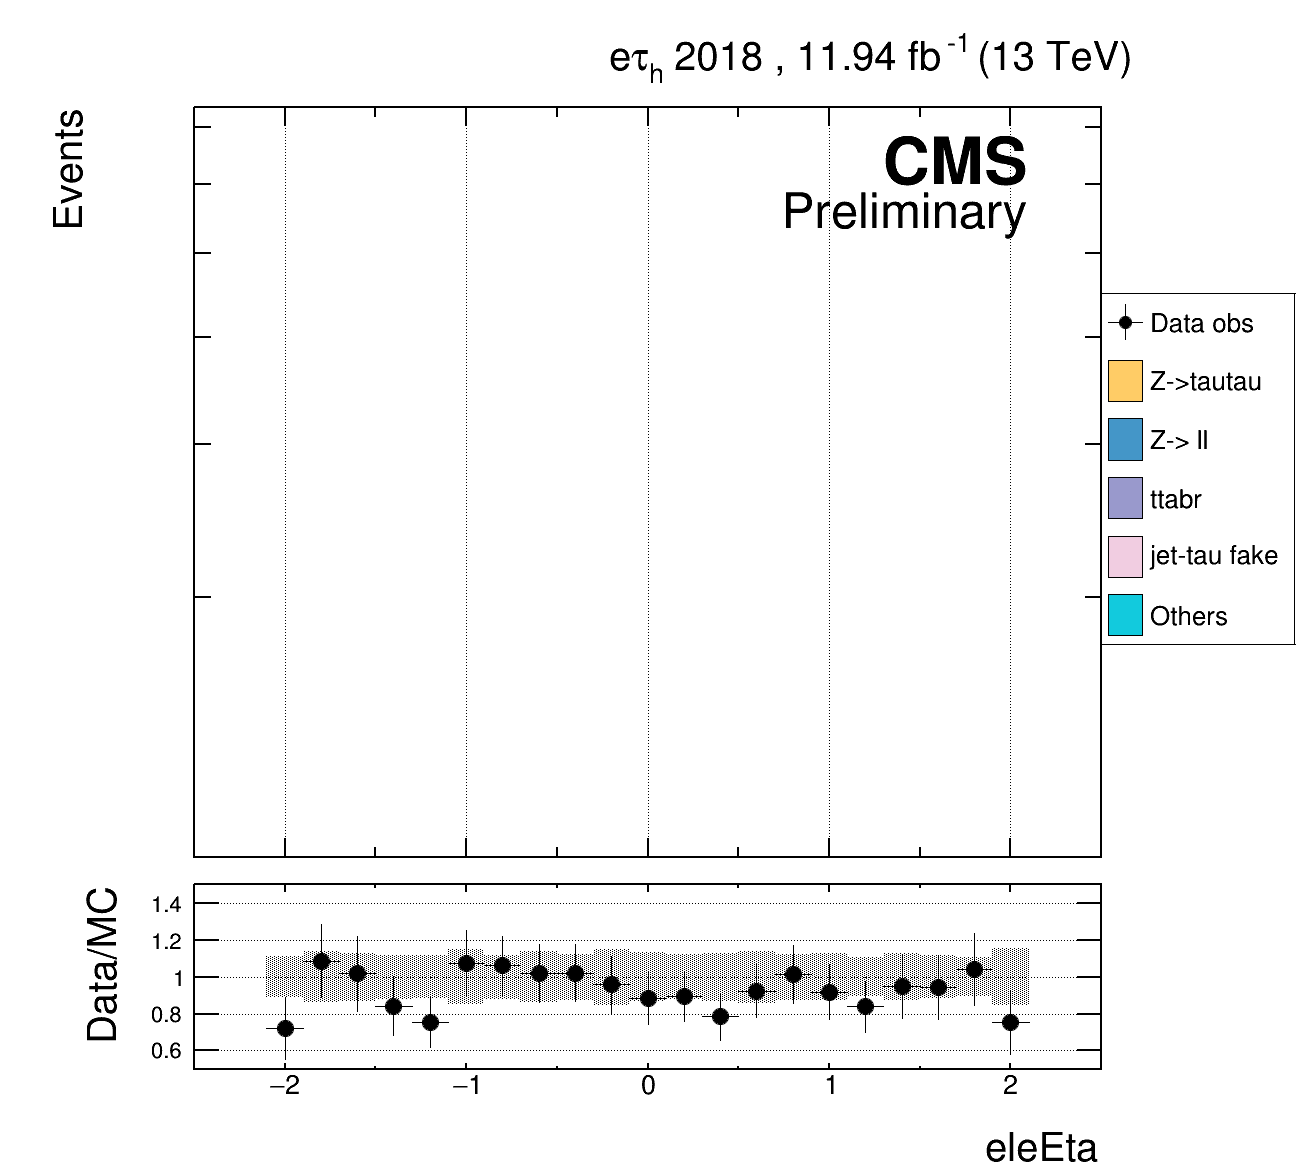 eτh 2018 , 11.94 fb-1 (13 TeV)
Events
CMS
Preliminary
Data obs
Z->tautau
Z-> ll
ttabr
jet-tau fake
Others
Data/MC
1.4
1.2
1
0.8
0.6
−2 −1 0 1 2
eleEta